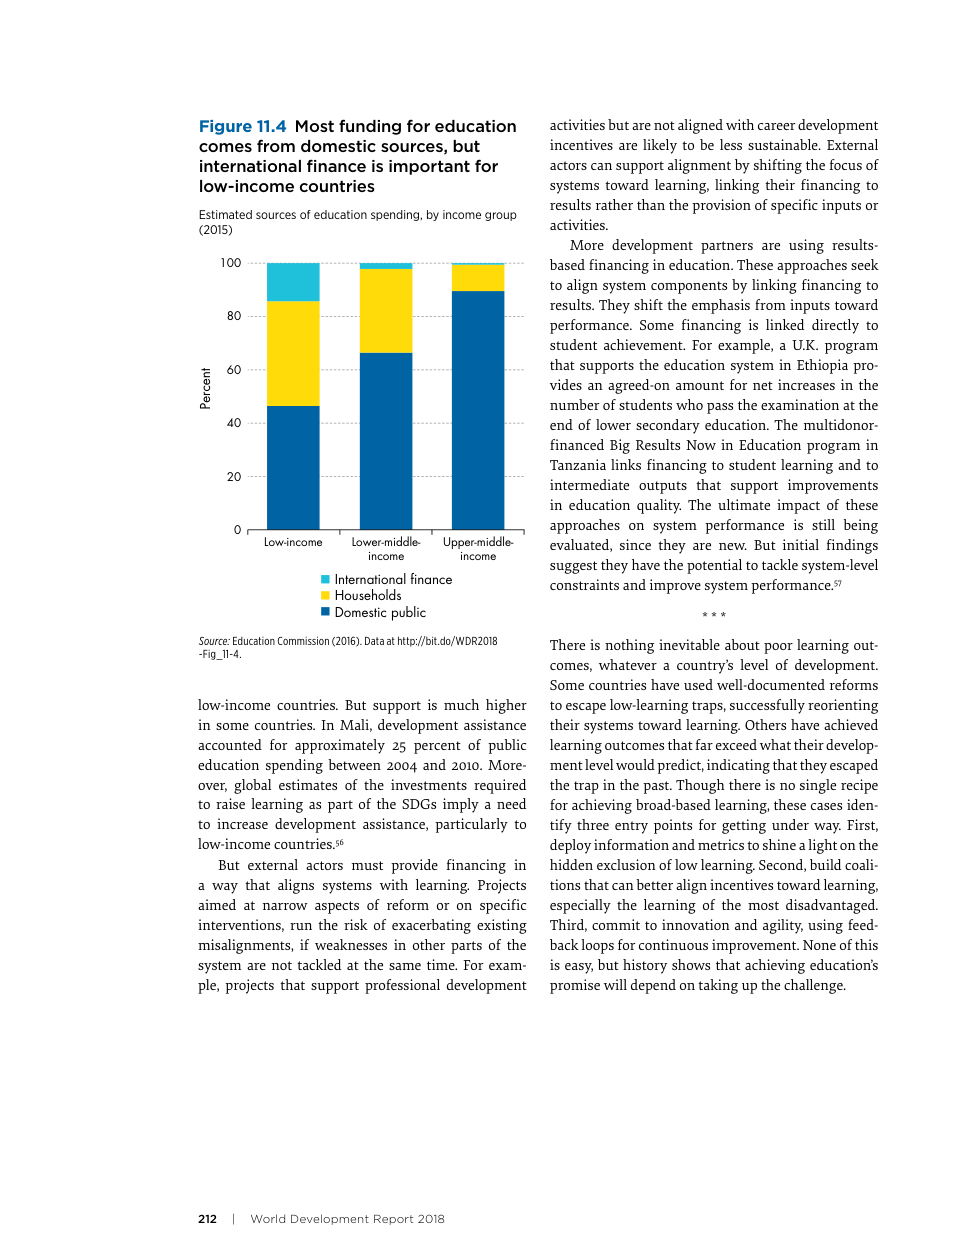 Figure 11.4 Most funding for education
comes from domestic sources, but
international finance is important for
low-income countries
Estimated sources of education spending, by income group
(2015)
100
80
60
40
20
0
Percent
Low-income
Lower-middle-
income
Upper-middle-
income
International finance
Households
Domestic public
Source: Education Commission (2016). Data at http://bit.do/WDR2018
-Fig_11-4.
low-income countries. But support is much higher
in some countries. In Mali, development assistance
accounted for approximately 25 percent of public
education spending between 2004 and 2010. More-
over, global estimates of the investments required
to raise learning as part of the SDGs imply a need
to increase development assistance, particularly to
low-income countries.56
But external actors must provide financing in
a way that aligns systems with learning. Projects
aimed at narrow aspects of reform or on specific
interventions, run the risk of exacerbating existing
misalignments, if weaknesses in other parts of the
system are not tackled at the same time. For exam-
ple, projects that support professional development
activities but are not aligned with career development
incentives are likely to be less sustainable. External
actors can support alignment by shifting the focus of
systems toward learning, linking their financing to
results rather than the provision of specific inputs or
activities.
More development partners are using results-
based financing in education. These approaches seek
to align system components by linking financing to
results. They shift the emphasis from inputs toward
performance. Some financing is linked directly to
student achievement. For example, a U.K. program
that supports the education system in Ethiopia pro-
vides an agreed-on amount for net increases in the
number of students who pass the examination at the
end of lower secondary education. The multidonor-
financed Big Results Now in Education program in
Tanzania links financing to student learning and to
intermediate outputs that support improvements
in education quality. The ultimate impact of these
approaches on system performance is still being
evaluated, since they are new. But initial findings
suggest they have the potential to tackle system-level
constraints and improve system performance.57
* * *
There is nothing inevitable about poor learning out-
comes, whatever a country's level of development.
Some countries have used well-documented reforms
to escape low-learning traps, successfully reorienting
their systems toward learning. Others have achieved
learning outcomes that far exceed what their develop-
ment level would predict, indicating that they escaped
the trap in the past. Though there is no single recipe
for achieving broad-based learning, these cases iden-
tify three entry points for getting under way. First,
deploy information and metrics to shine a light on the
hidden exclusion of low learning. Second, build coali-
tions that can better align incentives toward learning,
especially the learning of the most disadvantaged.
Third, commit to innovation and agility, using feed-
back loops for continuous improvement. None of this
is easy, but history shows that achieving education's
promise will depend on taking up the challenge.
212 | World Development Report 2018